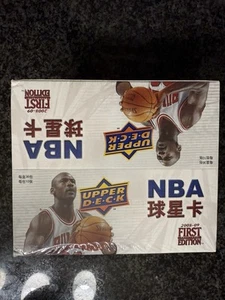 2008-09
FIRST
EDITION
NBA
球星卡
UPPER
DECK
UPPER
DECK
NBA
球星卡
2008-09
FIRST
EDITION